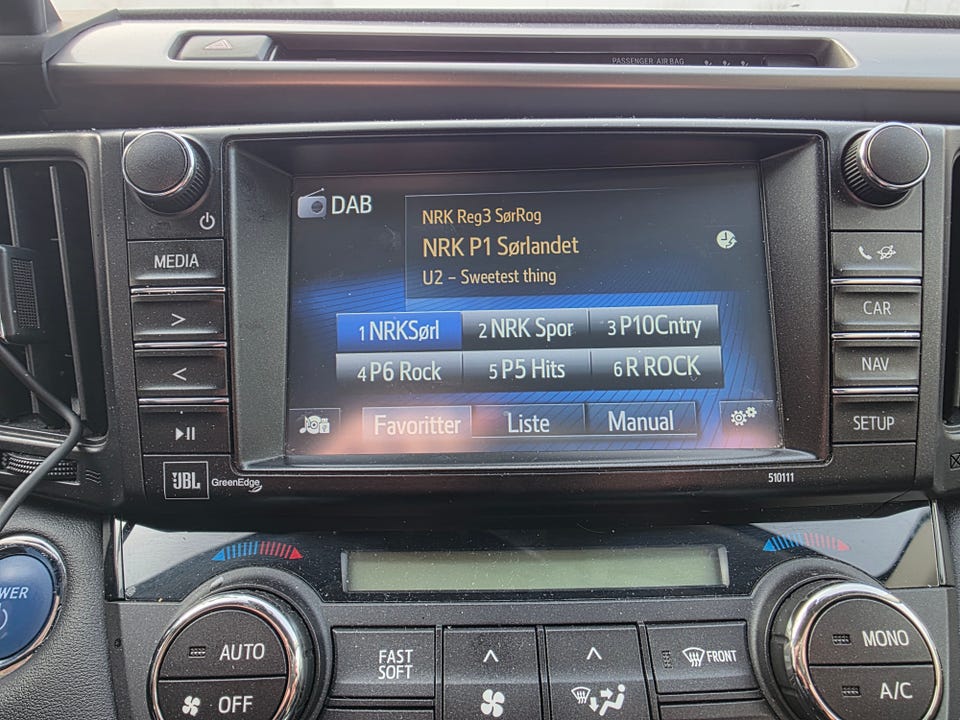 PASSENGER AIR BAG
DAB
NRK Reg3 SørRog
NRK P1 Sørlandet
U2 – Sweetest thing
1 NRKSørl 2 NRK Spor 3 P10Cntry
4 P6 Rock 5 P5 Hits 6 R ROCK
Favoritter Liste Manual
MEDIA
>
<
CAR
NAV
SETUP
JBL GreenEdge
510111
POWER
AUTO
OFF
FAST
SOFT
FRONT
MONO
A/C